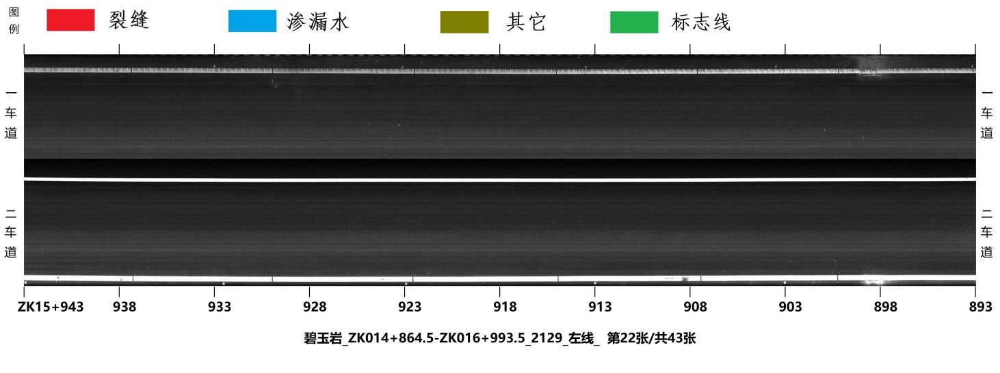 图例 裂缝 渗漏水 其它 标志线
一车道 一车道
二车道 二车道
ZK15+943 938 933 928 923 918 913 908 903 898 893
碧玉岩_ZK014+864.5-ZK016+993.5_2129_左线_ 第22张/共43张